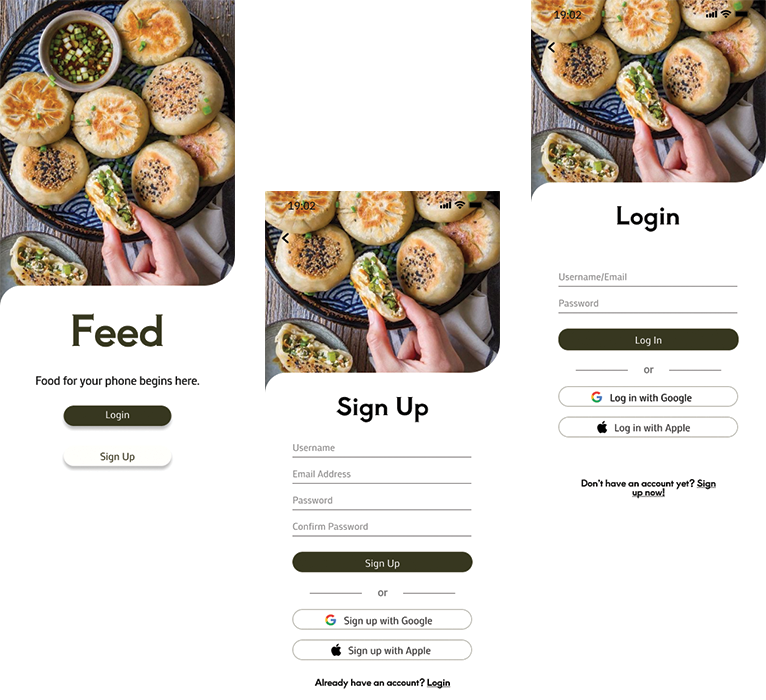 Feed
Food for your phone begins here.
Login
Sign Up
19:02
Sign Up
Username
Email Address
Password
Confirm Password
Sign Up
or
Sign up with Google
Sign up with Apple
Already have an account? Login
19:02
Login
Username/Email
Password
Log In
or
Log in with Google
Log in with Apple
Don't have an account yet? Sign
up now!